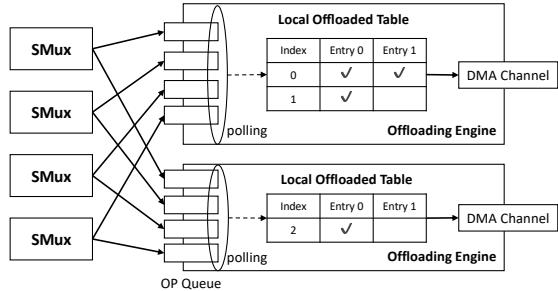 SMux
SMux
SMux
SMux
Local Offloaded Table
Index Entry 0 Entry 1
0 ✓ ✓
1 ✓
DMA Channel
polling
Offloading Engine
Local Offloaded Table
Index Entry 0 Entry 1
2 ✓
DMA Channel
polling
Offloading Engine
OP Queue